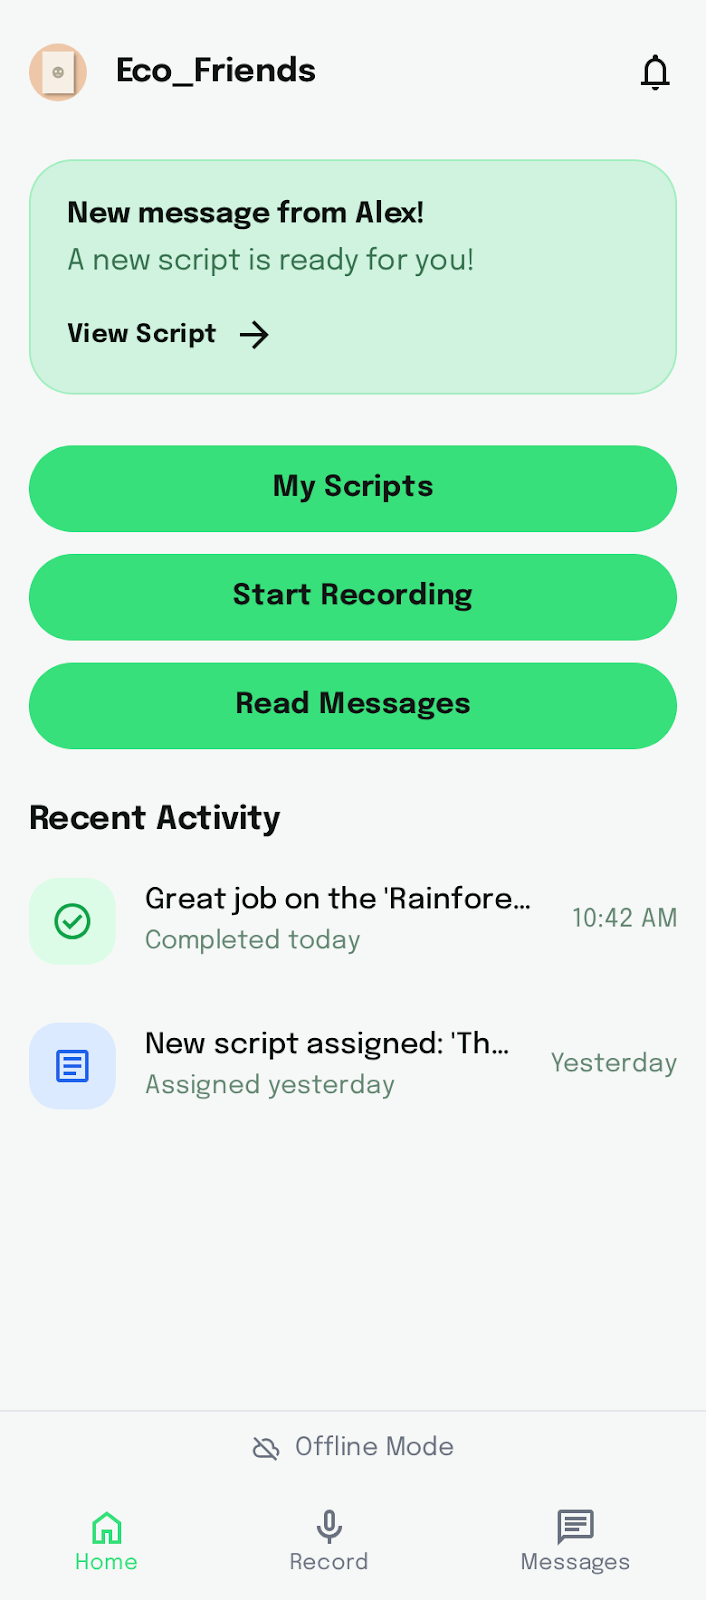 Eco_Friends
New message from Alex!
A new script is ready for you!
View Script
My Scripts
Start Recording
Read Messages
Recent Activity
Great job on the 'Rainfore...
Completed today
10:42 AM
New script assigned: 'Th...
Assigned yesterday
Yesterday
Offline Mode
Home
Record
Messages